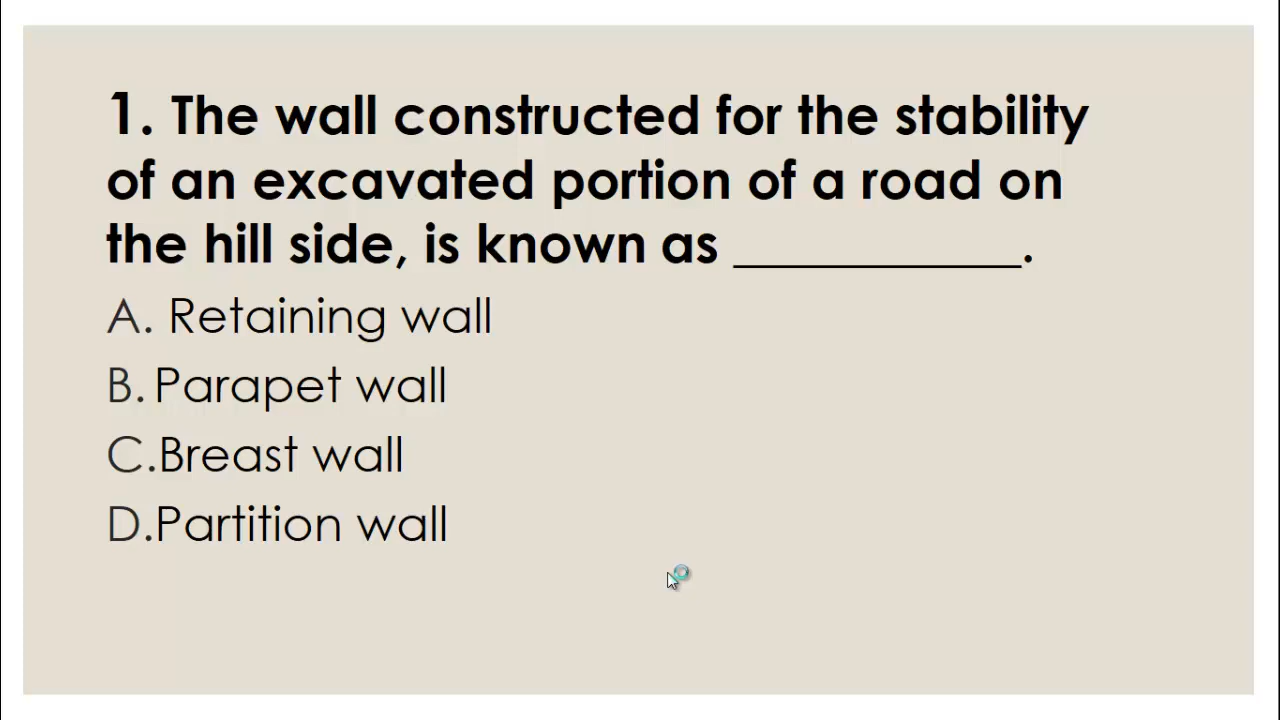 1. The wall constructed for the stability
of an excavated portion of a road on
the hill side, is known as ___________.
A. Retaining wall
B. Parapet wall
C.Breast wall
D.Partition wall